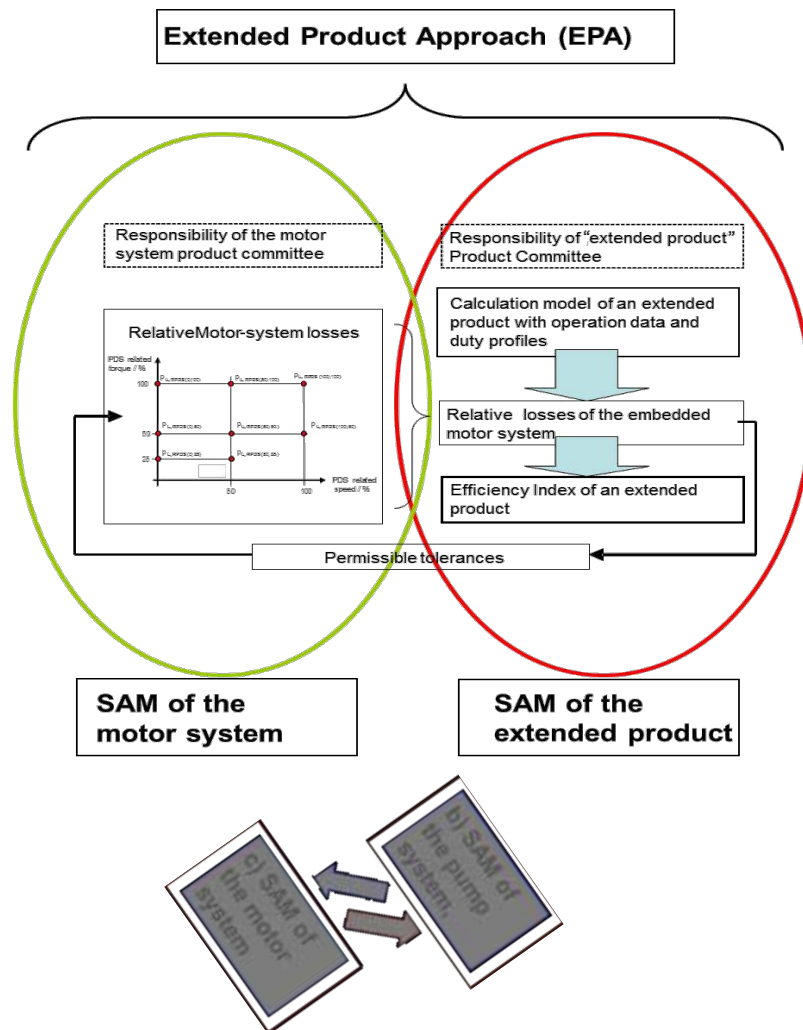 Extended Product Approach (EPA)
Responsibility of the motor
system product committee
Responsibility of “extended product”
Product Committee
Calculation model of an extended
product with operation data and
duty profiles
RelativeMotor-system losses
PDS related
torque // %
100
50
25
50
100
PDS related
speed // %
Relative losses of the embedded
motor system
Efficiency Index of an extended
product
Permissible tolerances
SAM of the
motor system
SAM of the
extended product
b) SAM of
the pump
system,
c) SAM of
the motor
system